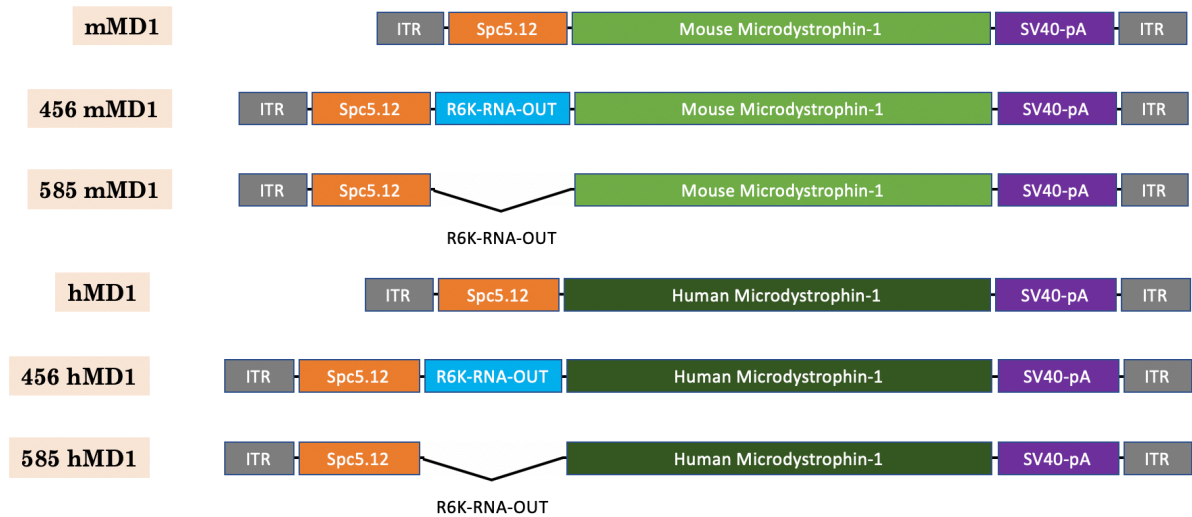 mMD1 ITR Spc5.12 Mouse Microdystrophin-1 SV40-pA ITR
456 mMD1 ITR Spc5.12 R6K-RNA-OUT Mouse Microdystrophin-1 SV40-pA ITR
585 mMD1 ITR Spc5.12 Mouse Microdystrophin-1 SV40-pA ITR
R6K-RNA-OUT
hMD1 ITR Spc5.12 Human Microdystrophin-1 SV40-pA ITR
456 hMD1 ITR Spc5.12 R6K-RNA-OUT Human Microdystrophin-1 SV40-pA ITR
585 hMD1 ITR Spc5.12 Human Microdystrophin-1 SV40-pA ITR
R6K-RNA-OUT